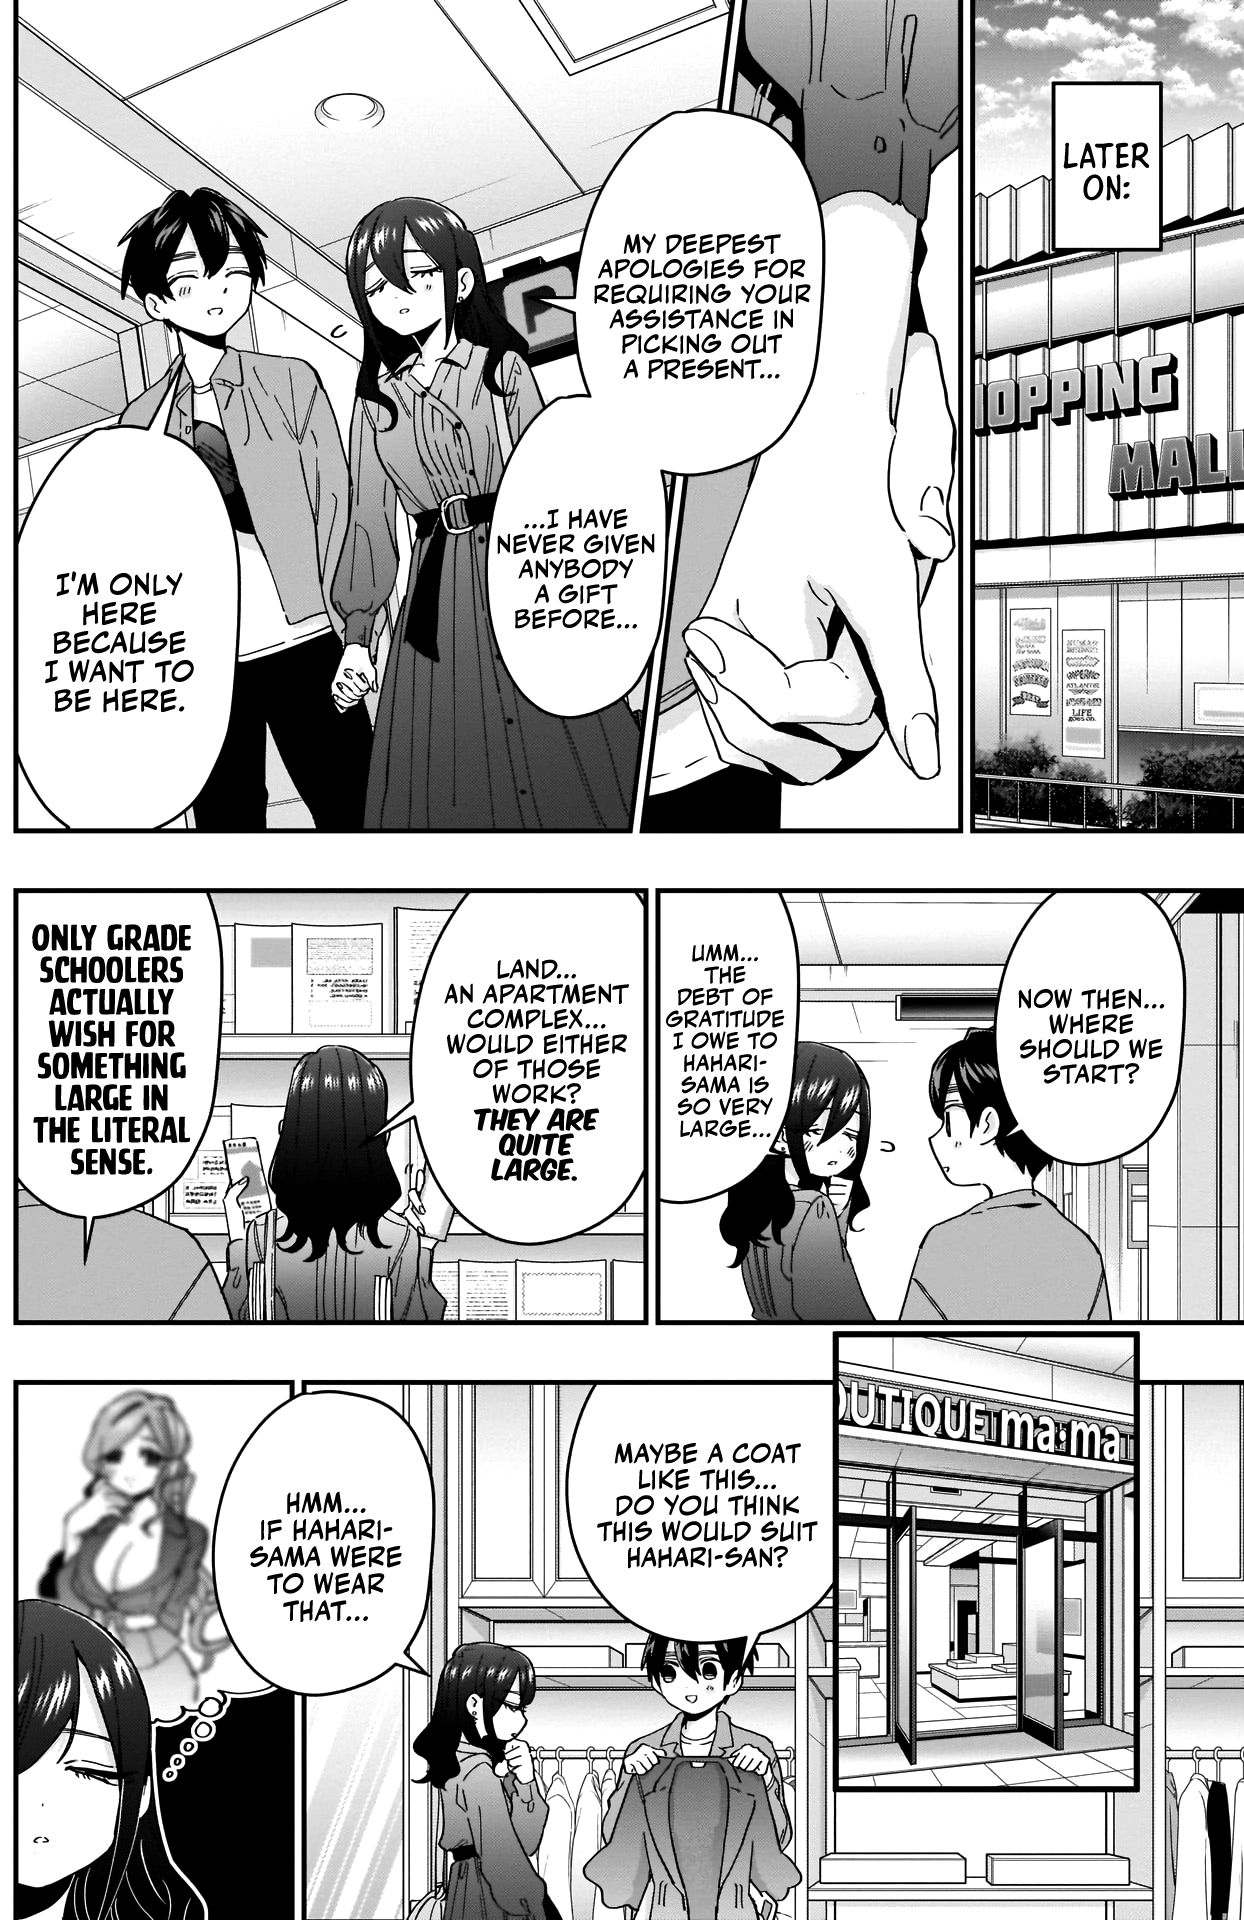 LATER
ON:
HOPPING
MALL
LIFE
GOES ON.
MY DEEPEST
APOLOGIES FOR
REQUIRING YOUR
ASSISTANCE IN
PICKING OUT
A PRESENT...
...I HAVE
NEVER GIVEN
ANYBODY
A GIFT
BEFORE...
I'M ONLY
HERE
BECAUSE
I WANT TO
BE HERE.
NOW THEN...
WHERE
SHOULD WE
START?
UMM...
THE
DEBT OF
GRATITUDE
I OWE TO
HAHARI-
SAMA IS
SO VERY
LARGE...
LAND...
AN APARTMENT
COMPLEX...
WOULD EITHER
OF THOSE
WORK?
THEY ARE
QUITE
LARGE.
ONLY GRADE
SCHOOLERS
ACTUALLY
WISH FOR
SOMETHING
LARGE IN
THE LITERAL
SENSE.
OUTIQUE ma·ma
MAYBE A COAT
LIKE THIS...
DO YOU THINK
THIS WOULD SUIT
HAHARI-SAN?
HMM...
IF HAHARI-
SAMA WERE
TO WEAR
THAT...